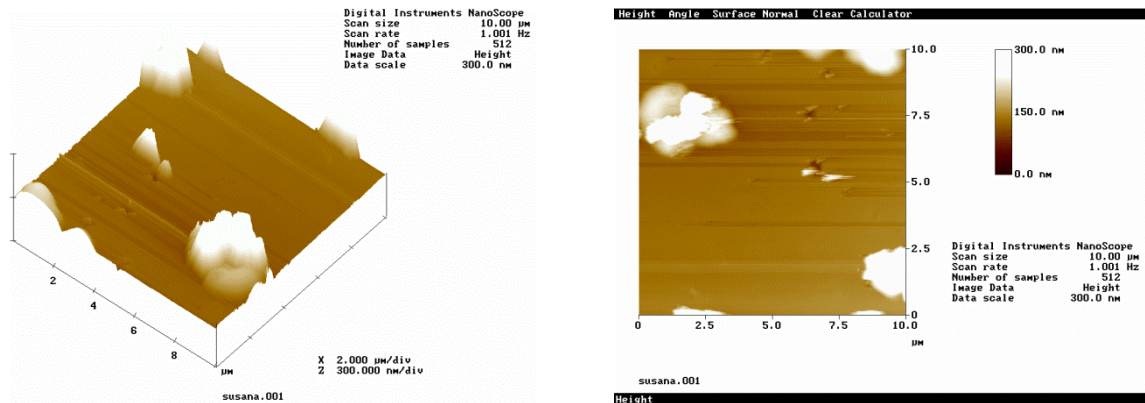 Digital Instruments NanoScope
Scan size 10.00 µm
Scan rate 1.001 Hz
Number of samples 512
Image Data Height
Data scale 300.0 nm
2
4
6
8
µm
X 2.000 µm/div
Z 300.000 nm/div
susana.001
Height Angle Surface Normal Clear Calculator
10.0
7.5
5.0
2.5
0
0 2.5 5.0 7.5 10.0
µm
300.0 nm
150.0 nm
0.0 nm
Digital Instruments NanoScope
Scan size 10.00 µm
Scan rate 1.001 Hz
Number of samples 512
Image Data Height
Data scale 300.0 nm
susana.001
Height